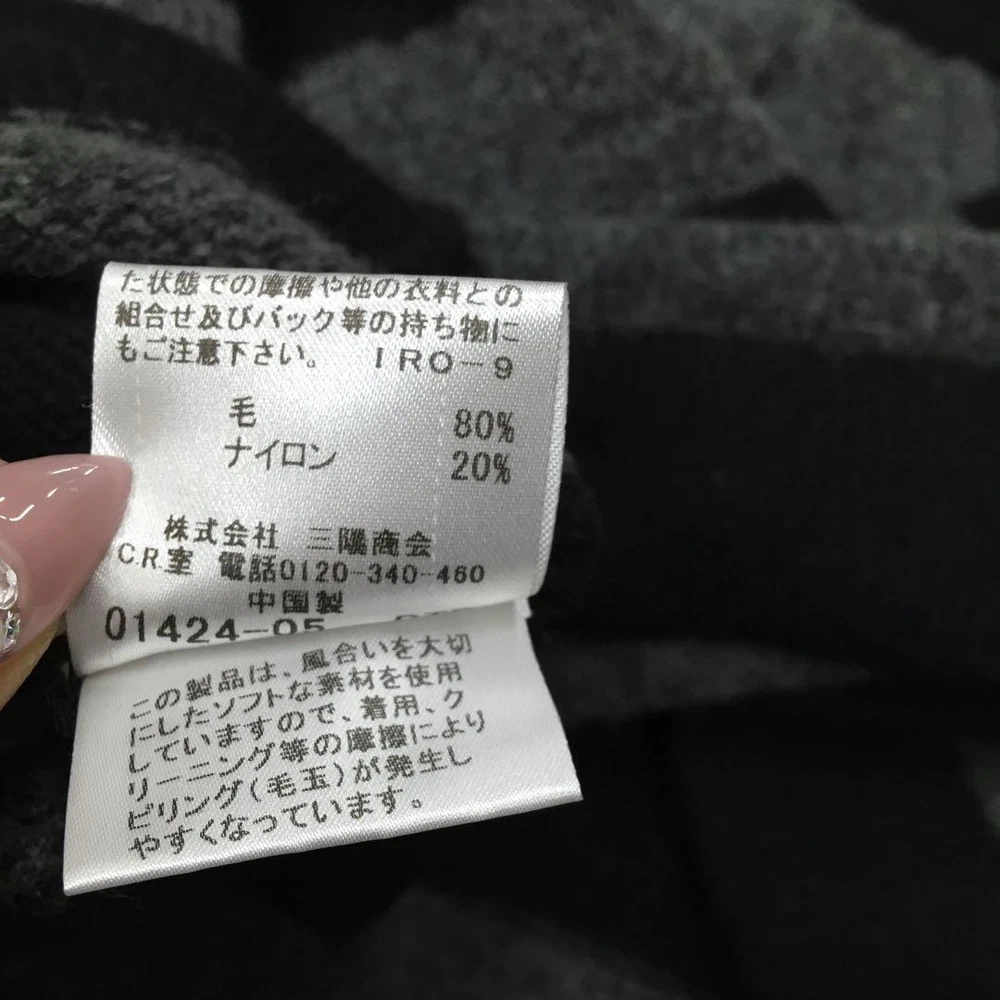 た状態での摩擦や他の衣料との
組合せ及びバック等の持ち物に
もご注意下さい。 IRO-9
毛 80%
ナイロン 20%
株式会社 三陽商会
C.R.室 電話0120-340-460
中国製
01424-05
この製品は、風合いを大切
にしたソフトな素材を使用
していますので、着用、ク
リーニング等の摩擦により
ピリング(毛玉)が発生し
やすくなっています。